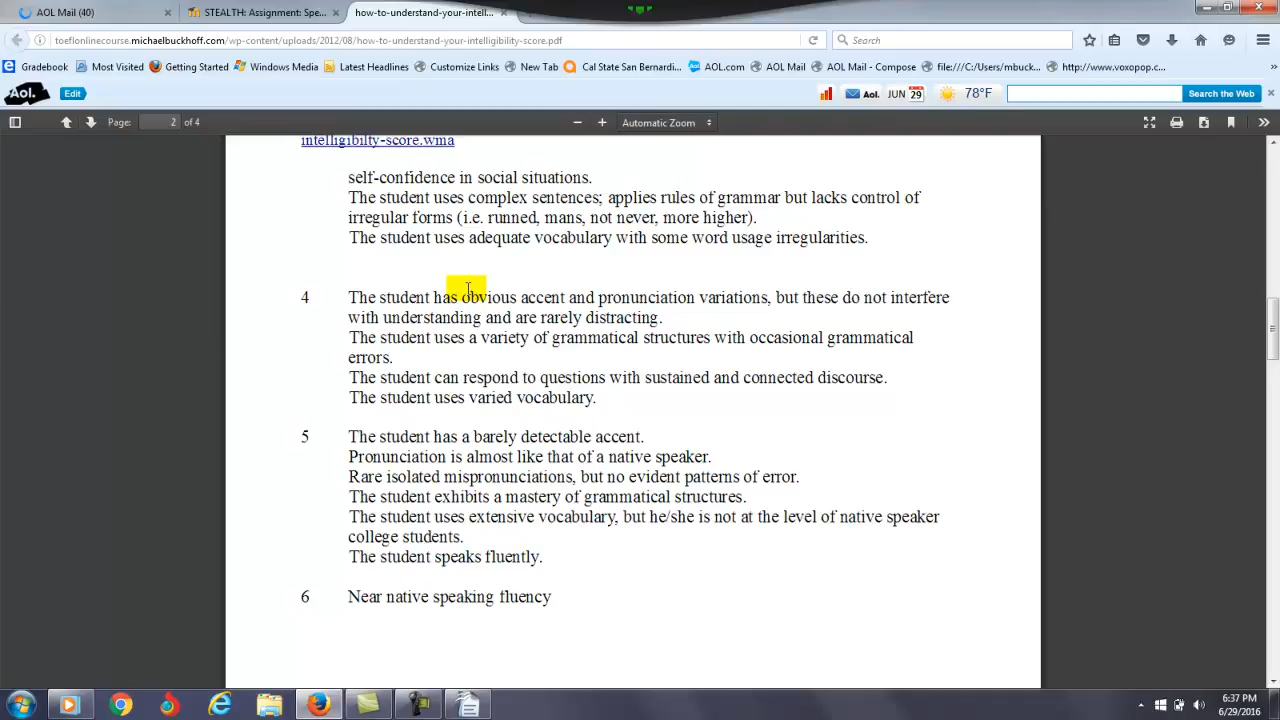 AOL Mail (40)
STEALTH: Assignment: Spe...
how-to-understand-your-intell...
toeflonlinecourse.michaelbuckhoff.com/wp-content/uploads/2012/08/how-to-understand-your-intelligibility-score.pdf
Search
Gradebook Most Visited Getting Started Windows Media Latest Headlines Customize Links New Tab Cal State San Bernardi... AOL.com AOL Mail AOL Mail - Compose file:///C:/Users/mbuck... http://www.voxopop.c...
Aol. Edit Aol. JUN 29 78°F Search the Web
Page: 2 of 4 Automatic Zoom
intelligibilty-score.wma
self-confidence in social situations.
The student uses complex sentences; applies rules of grammar but lacks control of
irregular forms (i.e. runned, mans, not never, more higher).
The student uses adequate vocabulary with some word usage irregularities.
4 The student has obvious accent and pronunciation variations, but these do not interfere
with understanding and are rarely distracting.
The student uses a variety of grammatical structures with occasional grammatical
errors.
The student can respond to questions with sustained and connected discourse.
The student uses varied vocabulary.
5 The student has a barely detectable accent.
Pronunciation is almost like that of a native speaker.
Rare isolated mispronunciations, but no evident patterns of error.
The student exhibits a mastery of grammatical structures.
The student uses extensive vocabulary, but he/she is not at the level of native speaker
college students.
The student speaks fluently.
6 Near native speaking fluency
6:37 PM
6/29/2016